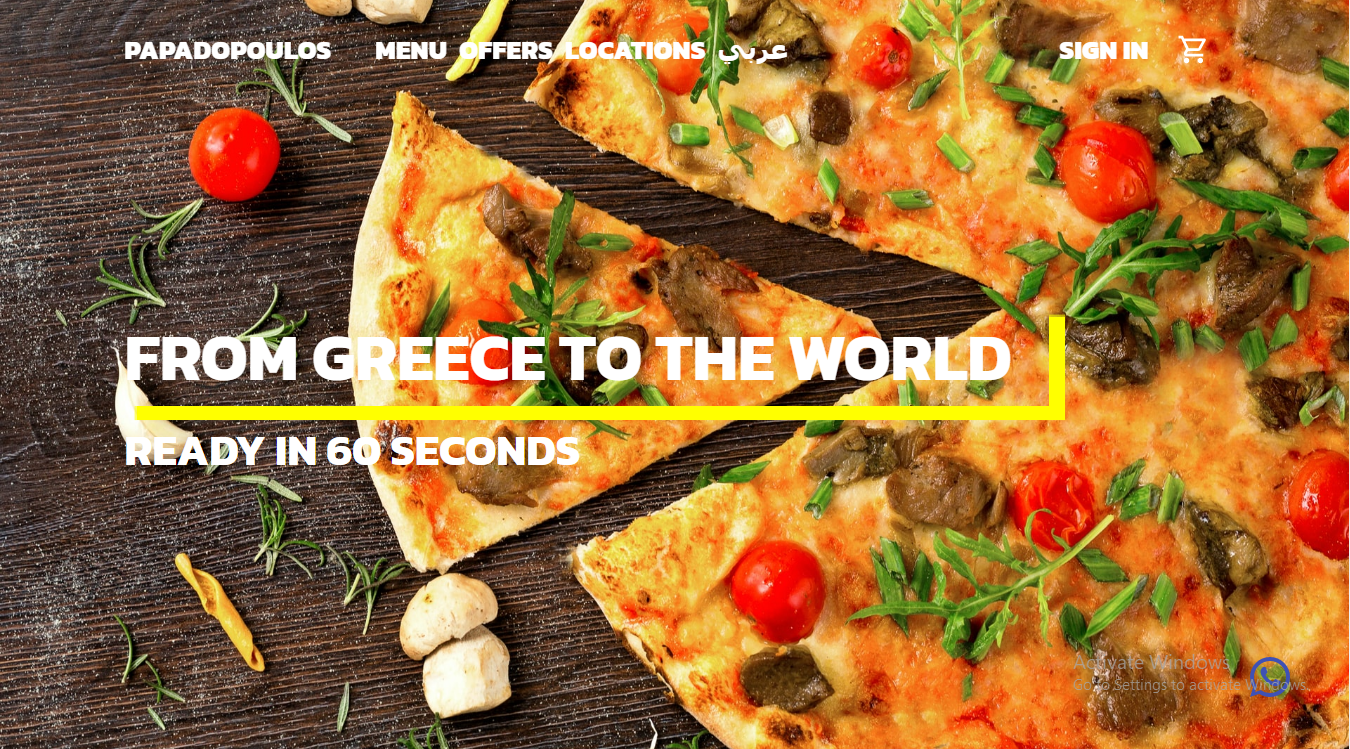 PAPADOPOULOS MENU OFFERS LOCATIONS عربي SIGN IN
FROM GREECE TO THE WORLD
READY IN 60 SECONDS
Activate Windows
Go to Settings to activate Windows.